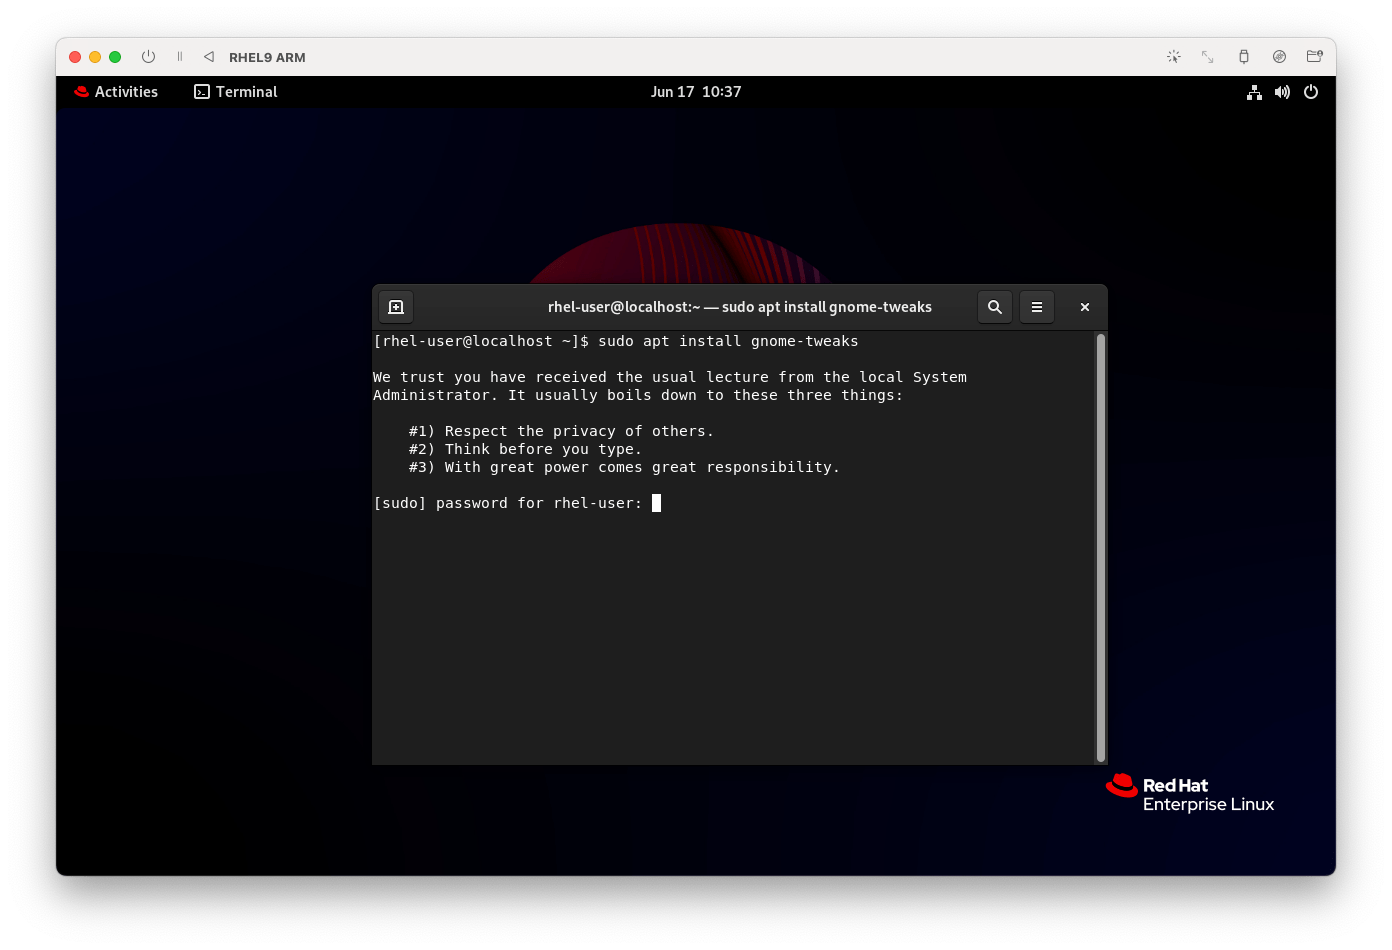 RHEL9 ARM
Activities
Terminal
Jun 17 10:37
rhel-user@localhost:~ — sudo apt install gnome-tweaks
[rhel-user@localhost ~]$ sudo apt install gnome-tweaks
We trust you have received the usual lecture from the local System
Administrator. It usually boils down to these three things:
#1) Respect the privacy of others.
#2) Think before you type.
#3) With great power comes great responsibility.
[sudo] password for rhel-user:
Red Hat
Enterprise Linux